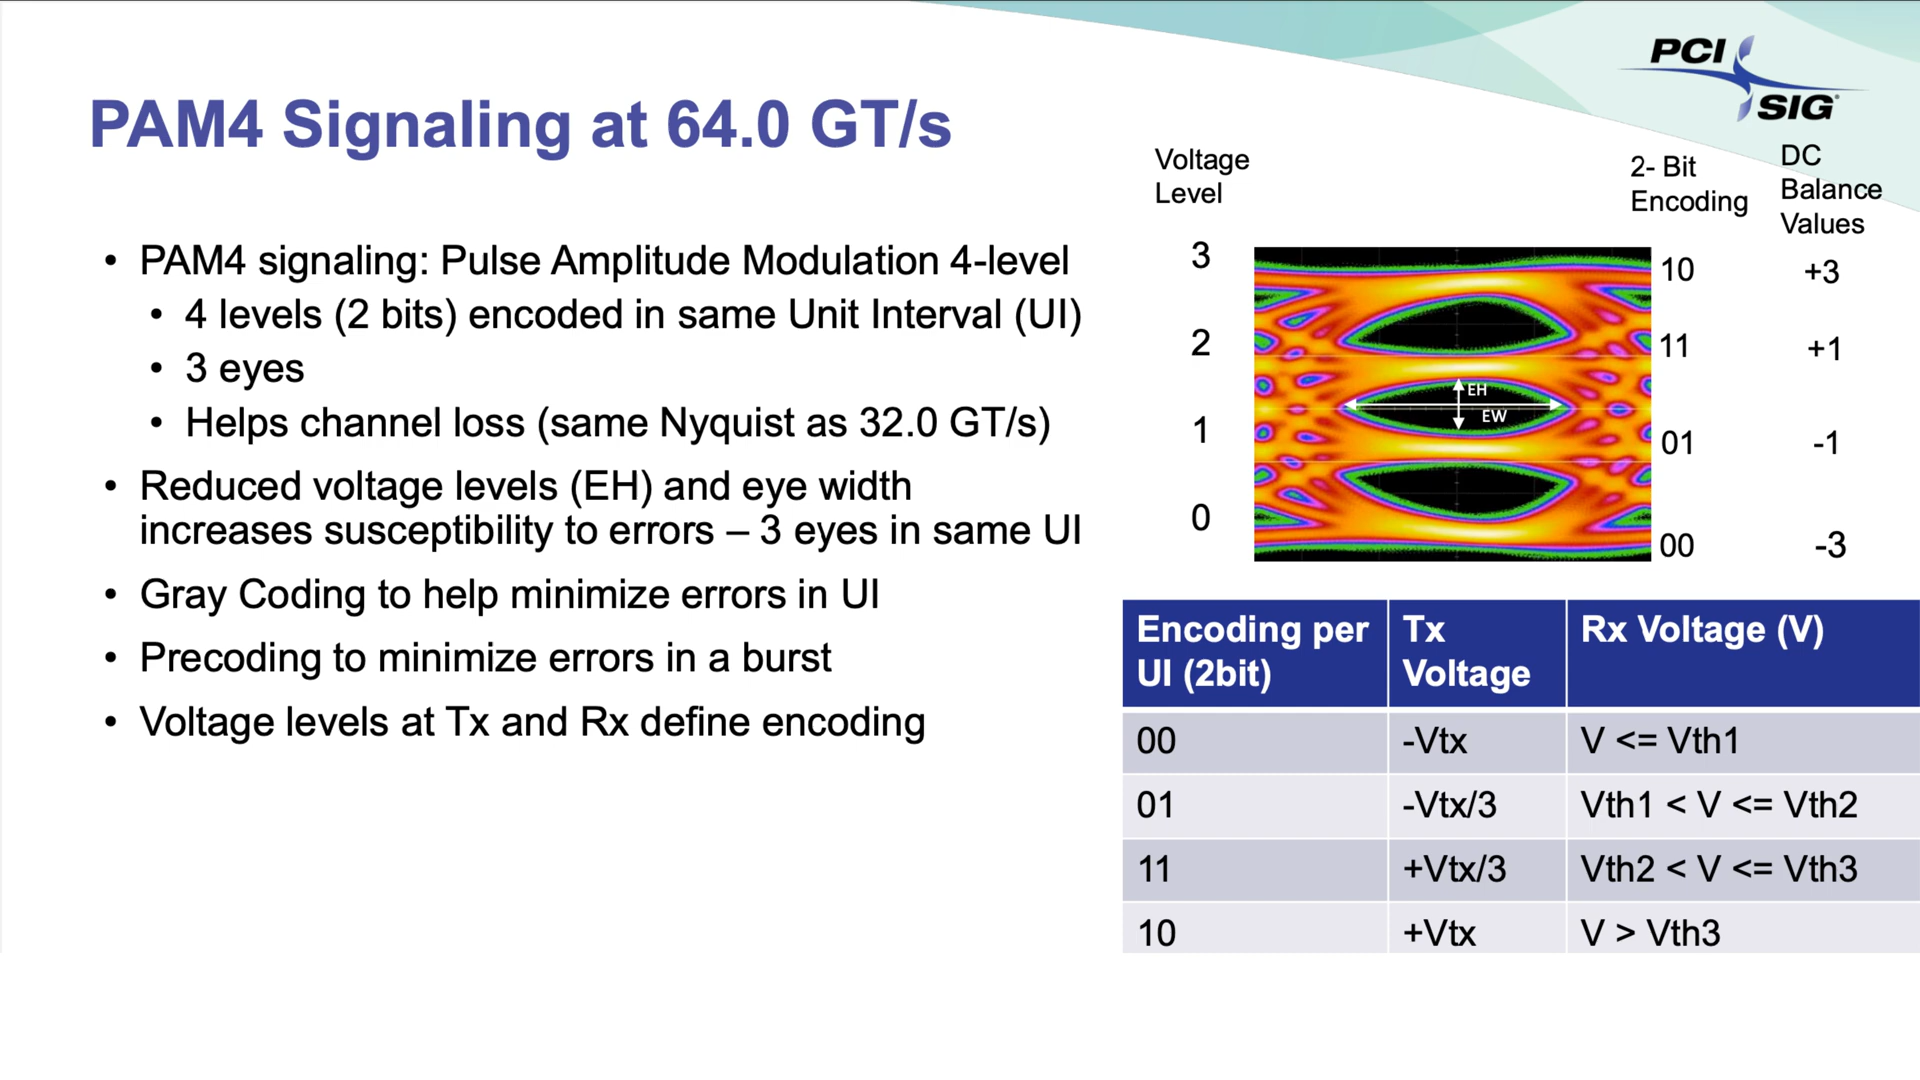 PCI
SIG
PAM4 Signaling at 64.0 GT/s
• PAM4 signaling: Pulse Amplitude Modulation 4-level
• 4 levels (2 bits) encoded in same Unit Interval (UI)
• 3 eyes
• Helps channel loss (same Nyquist as 32.0 GT/s)
• Reduced voltage levels (EH) and eye width
increases susceptibility to errors – 3 eyes in same UI
• Gray Coding to help minimize errors in UI
• Precoding to minimize errors in a burst
• Voltage levels at Tx and Rx define encoding
Voltage
Level
2- Bit
Encoding
DC
Balance
Values
3 10 +3
2 11 +1
EH
EW
1 01 -1
0 00 -3
Encoding per
UI (2bit)
Tx
Voltage
Rx Voltage (V)
00 -Vtx V <= Vth1
01 -Vtx/3 Vth1 < V <= Vth2
11 +Vtx/3 Vth2 < V <= Vth3
10 +Vtx V > Vth3